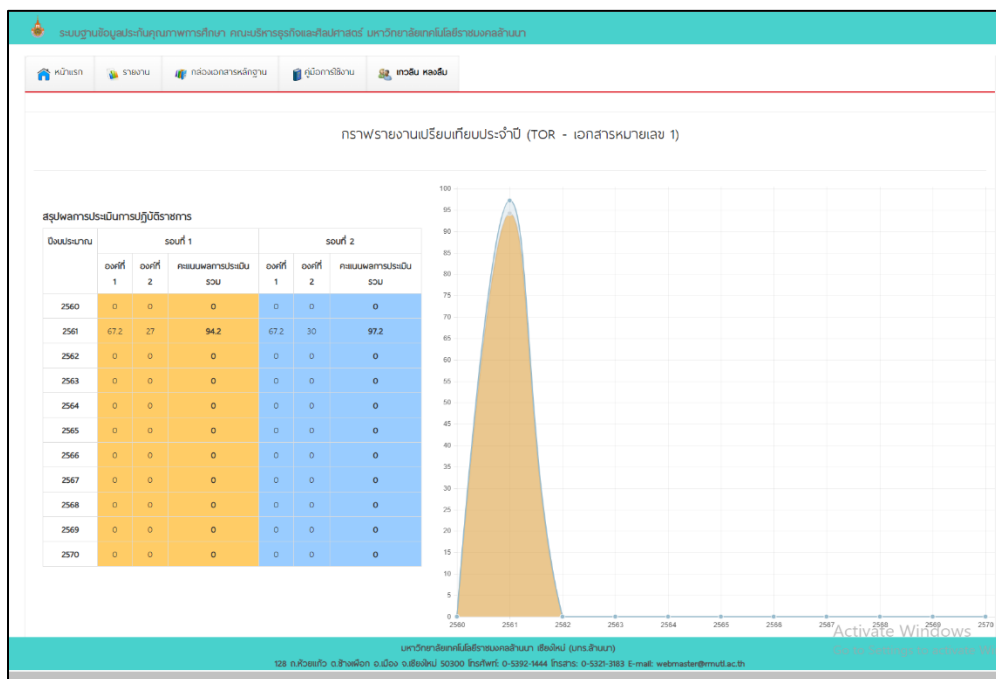 ระบบฐานข้อมูลประกันคุณภาพการศึกษา คณะบริหารธุรกิจและศิลปศาสตร์ มหาวิทยาลัยเทคโนโลยีราชมงคลล้านนา
หน้าแรก รายงาน กล่องเอกสารหลักฐาน คู่มือการใช้งาน เทวลิน หลงลืม
กราฟรายงานเปรียบเทียบประจำปี (TOR - เอกสารหมายเลข 1)
สรุปผลการประเมินการปฏิบัติราชการ
ปีงบประมาณ รอบที่ 1 รอบที่ 2
องค์ที่ 1 องค์ที่ 2 คะแนนผลการประเมินรวม องค์ที่ 1 องค์ที่ 2 คะแนนผลการประเมินรวม
2560 0 0 0 0 0 0
2561 67.2 27 94.2 67.2 30 97.2
2562 0 0 0 0 0 0
2563 0 0 0 0 0 0
2564 0 0 0 0 0 0
2565 0 0 0 0 0 0
2566 0 0 0 0 0 0
2567 0 0 0 0 0 0
2568 0 0 0 0 0 0
2569 0 0 0 0 0 0
2570 0 0 0 0 0 0
100
95
90
85
80
75
70
65
60
55
50
45
40
35
30
25
20
15
10
5
0
2560 2561 2562 2563 2564 2565 2566 2567 2568 2569 2570
Activate Windows
มหาวิทยาลัยเทคโนโลยีราชมงคลล้านนา เชียงใหม่ (มทร.ล้านนา)
128 ถ.ห้วยแก้ว ต.ช้างเผือก อ.เมือง จ.เชียงใหม่ 50300 โทรศัพท์: 0-5392-1444 โทรสาร: 0-5321-3183 E-mail: webmaster@rmutl.ac.th